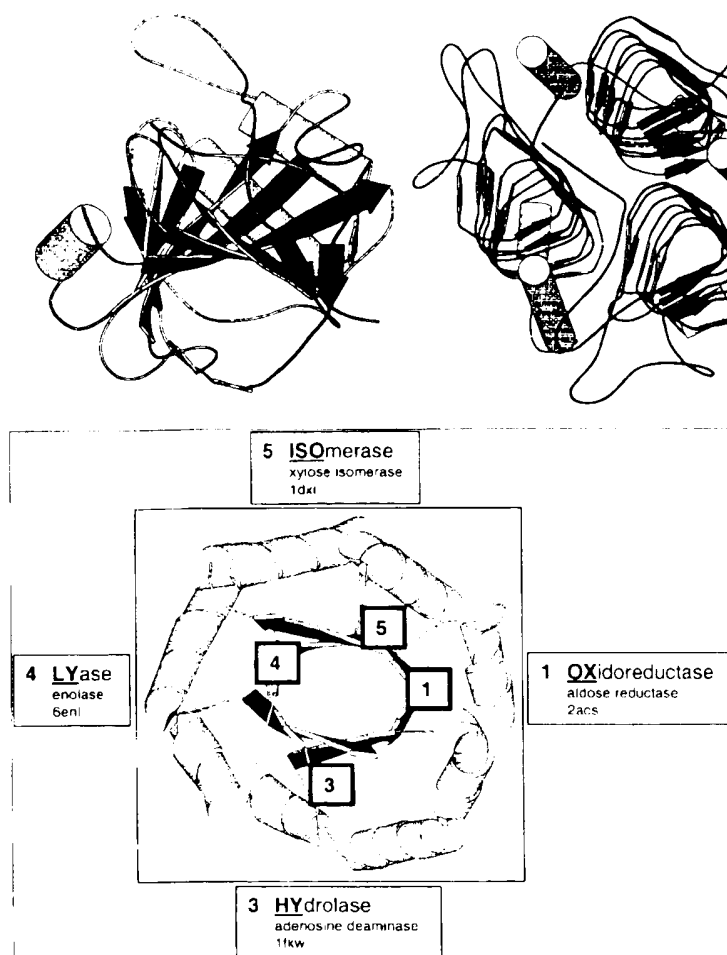 5 ISOmerase
xylose isomerase
1dxi
5
4
4 LYase
enolase
6enl
1
1 OXidoreductase
aldose reductase
2acs
3
3 HYdrolase
adenosine deaminase
1fkw